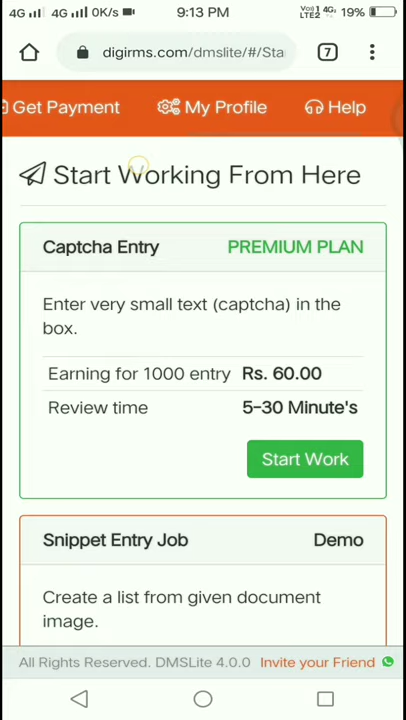 4G 4G 0K/s 9:13 PM Vo) 1 LTE2 4G 19%
digirms.com/dmslite/#/Sta 7
Get Payment My Profile Help
Start Working From Here
Captcha Entry PREMIUM PLAN
Enter very small text (captcha) in the
box.
Earning for 1000 entry Rs. 60.00
Review time 5-30 Minute's
Start Work
Snippet Entry Job Demo
Create a list from given document
image.
All Rights Reserved. DMSLite 4.0.0 Invite your Friend